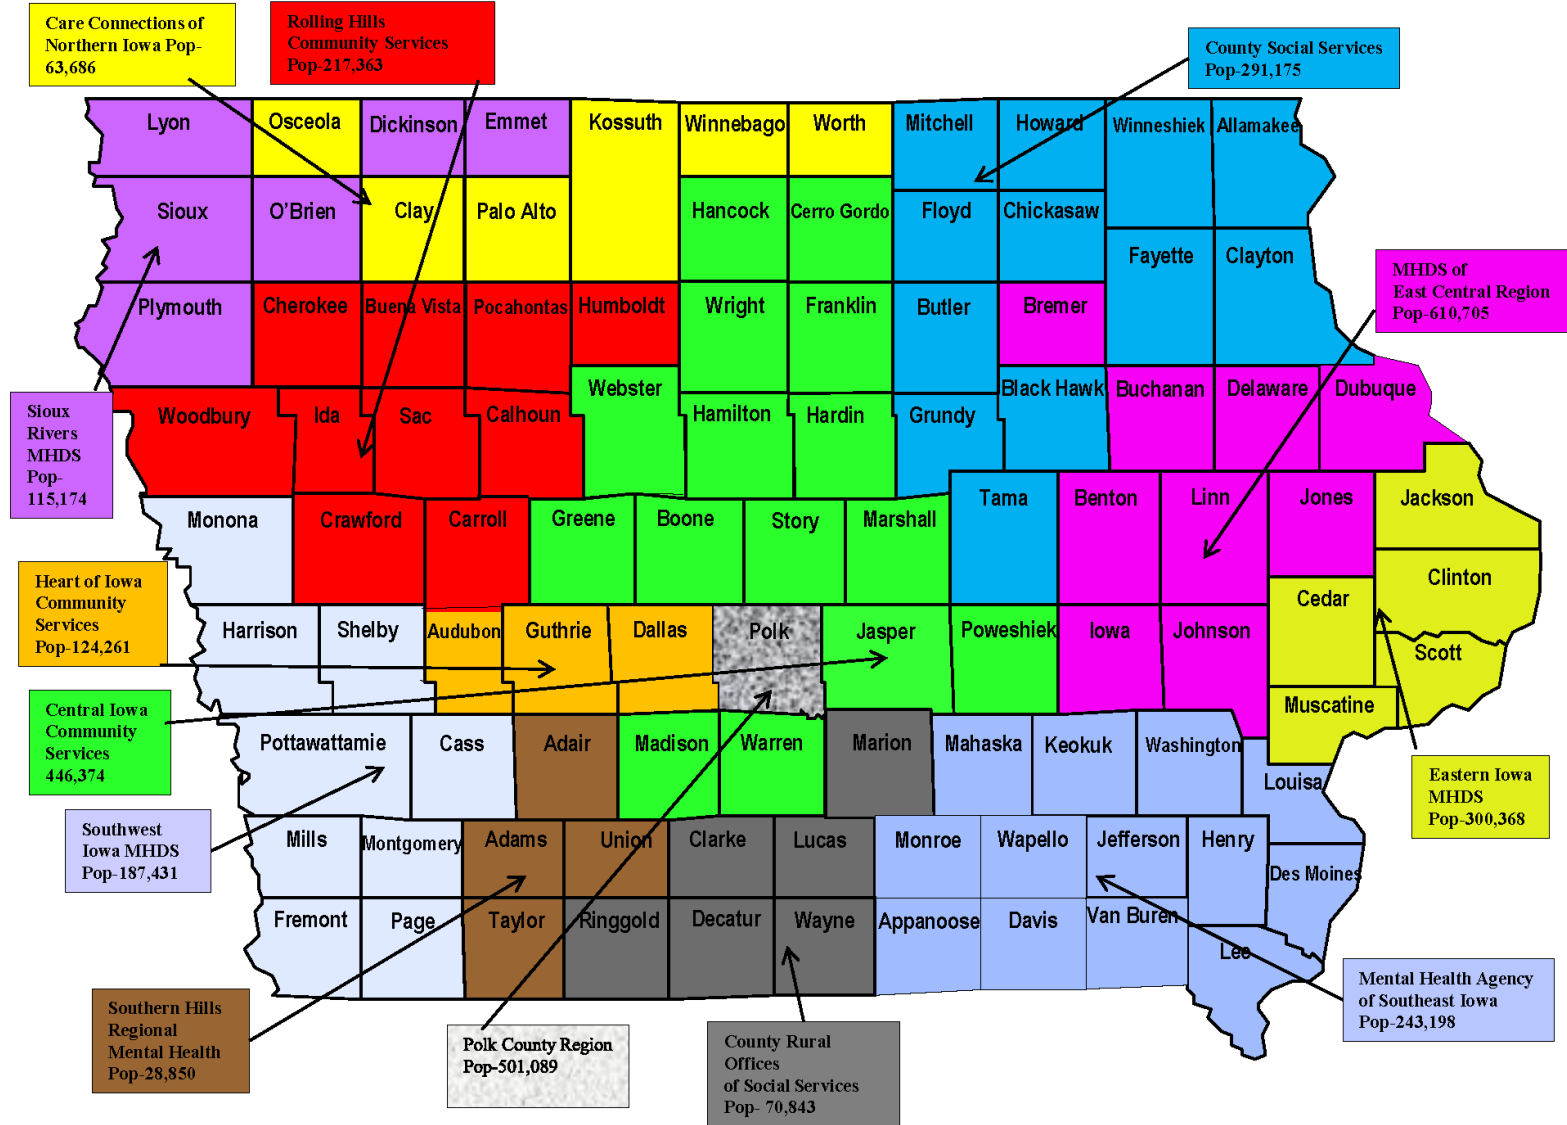 Care Connections of
Northern Iowa Pop-
63,686
Rolling Hills
Community Services
Pop-217,363
County Social Services
Pop-291,175
Lyon
Osceola
Dickinson
Emmet
Kossuth
Winnebago
Worth
Mitchell
Howard
Winneshiek
Allamakee
Sioux
O'Brien
Clay
Palo Alto
Hancock
Cerro Gordo
Floyd
Chickasaw
Fayette
Clayton
MHDS of
East Central Region
Pop-610,705
Plymouth
Cherokee
Buena Vista
Pocahontas
Humboldt
Wright
Franklin
Butler
Bremer
Sioux
Rivers
MHDS
Pop-
115,174
Woodbury
Ida
Sac
Calhoun
Webster
Hamilton
Hardin
Grundy
Black Hawk
Buchanan
Delaware
Dubuque
Monona
Crawford
Carroll
Greene
Boone
Story
Marshall
Tama
Benton
Linn
Jones
Jackson
Clinton
Cedar
Heart of Iowa
Community
Services
Pop-124,261
Harrison
Shelby
Audubon
Guthrie
Dallas
Polk
Jasper
Poweshiek
Iowa
Johnson
Scott
Muscatine
Central Iowa
Community
Services
446,374
Pottawattamie
Cass
Adair
Madison
Warren
Marion
Mahaska
Keokuk
Washington
Louisa
Eastern Iowa
MHDS
Pop-300,368
Southwest
Iowa MHDS
Pop-187,431
Mills
Montgomery
Adams
Union
Clarke
Lucas
Monroe
Wapello
Jefferson
Henry
Des Moines
Fremont
Page
Taylor
Ringgold
Decatur
Wayne
Appanoose
Davis
Van Buren
Lee
Southern Hills
Regional
Mental Health
Pop-28,850
Polk County Region
Pop-501,089
County Rural
Offices
of Social Services
Pop- 70,843
Mental Health Agency
of Southeast Iowa
Pop-243,198